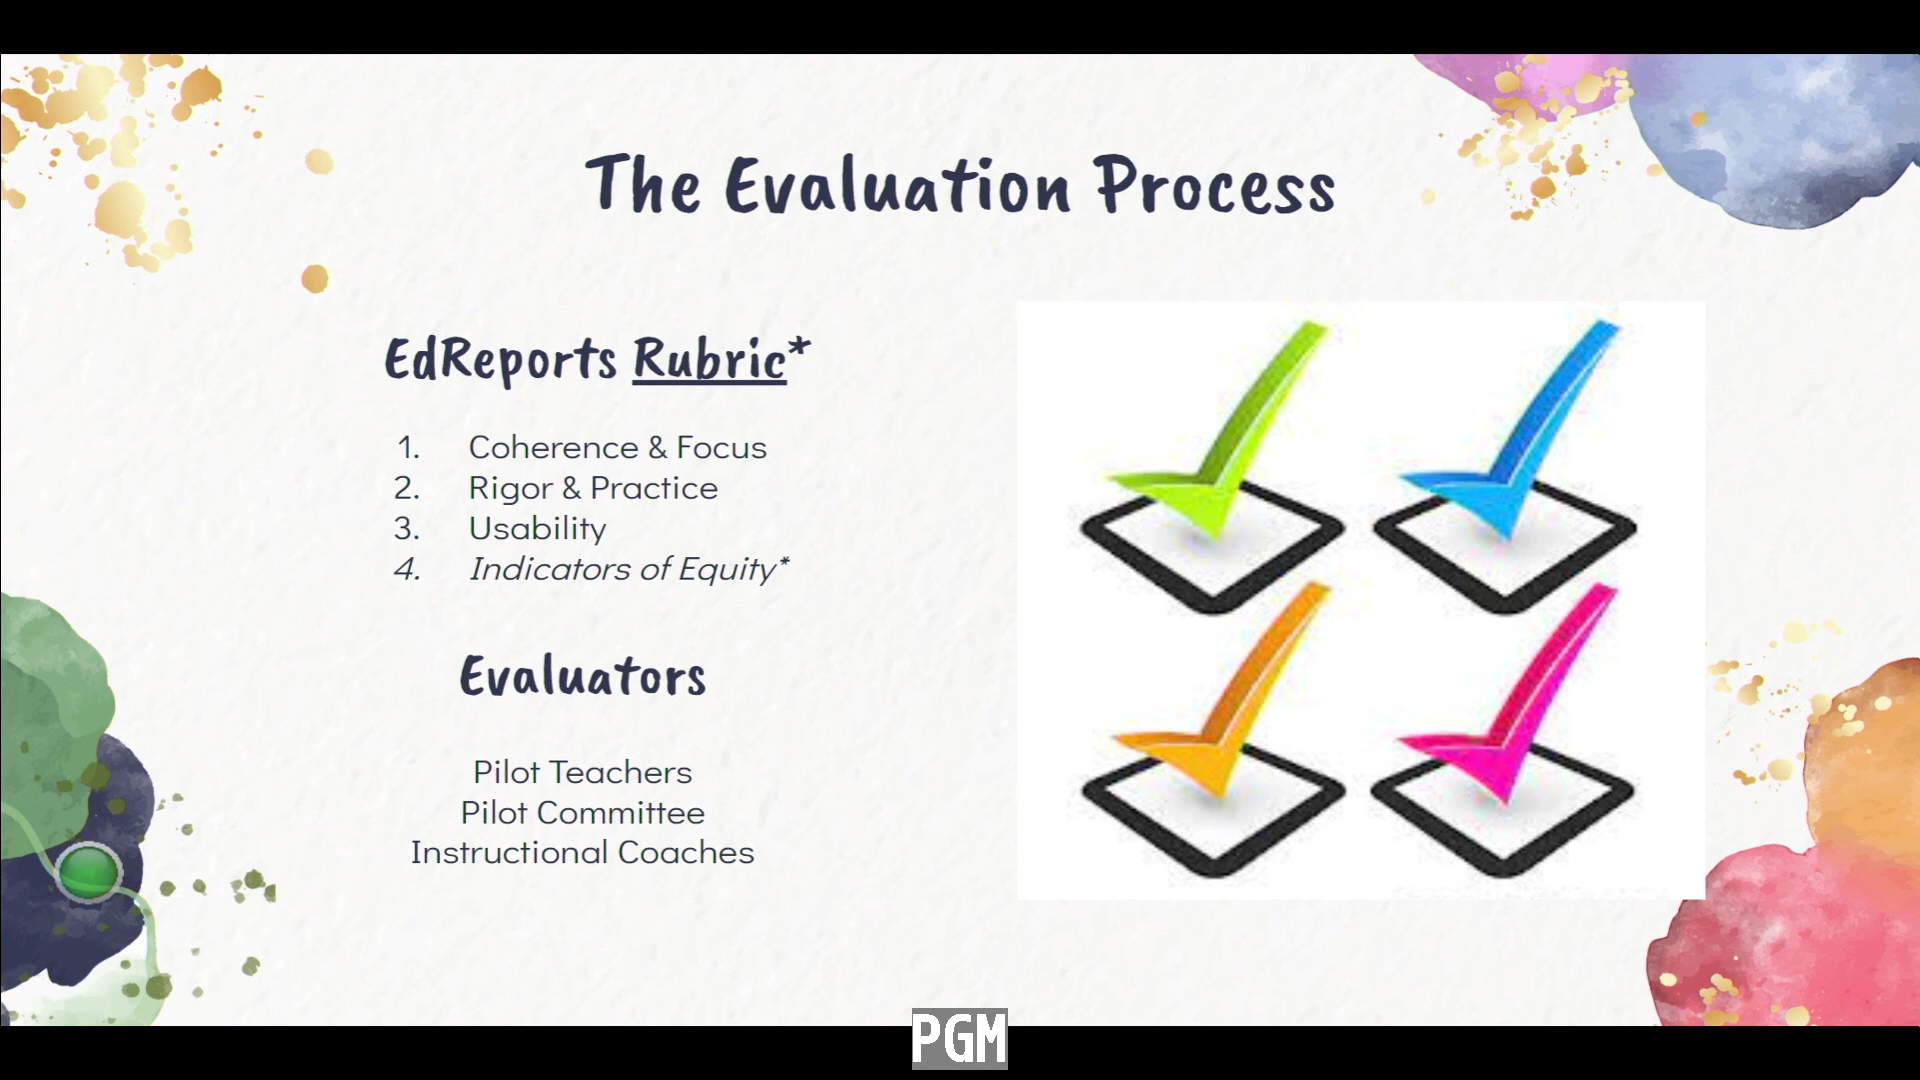 The Evaluation Process
EdReports Rubric*
1. Coherence & Focus
2. Rigor & Practice
3. Usability
4. Indicators of Equity*
Evaluators
Pilot Teachers
Pilot Committee
Instructional Coaches
PGM